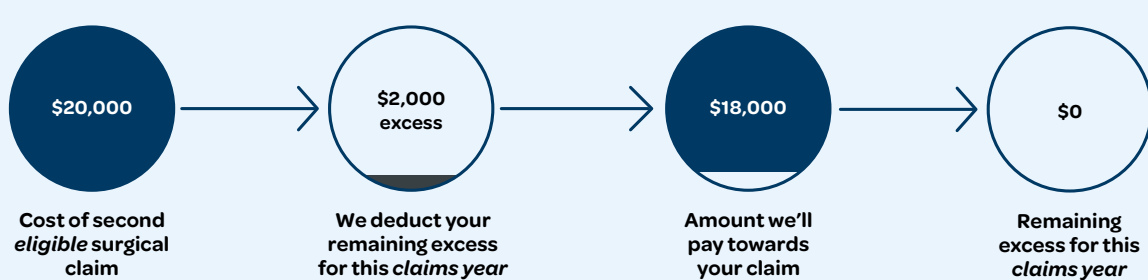 $20,000
$2,000
excess
$18,000
$0
Cost of second
eligible surgical
claim
We deduct your
remaining excess
for this claims year
Amount we'll
pay towards
your claim
Remaining
excess for this
claims year